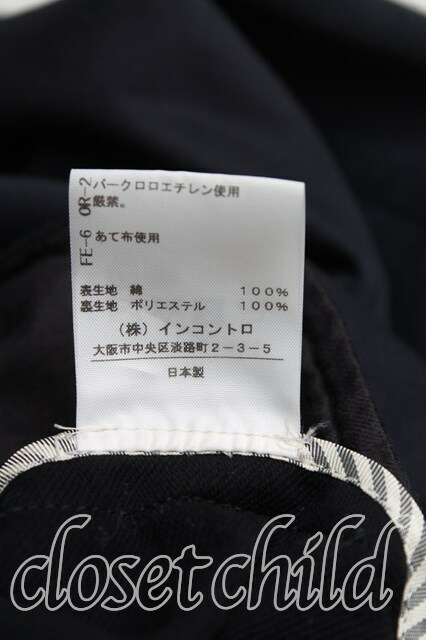 パークロロエチレン使用
厳禁。
あて布使用
表生地 綿 100%
裏生地 ポリエステル 100%
(株) インコントロ
大阪市中央区淡路町2-3-5
日本製
FE-6 OR-2
closet child